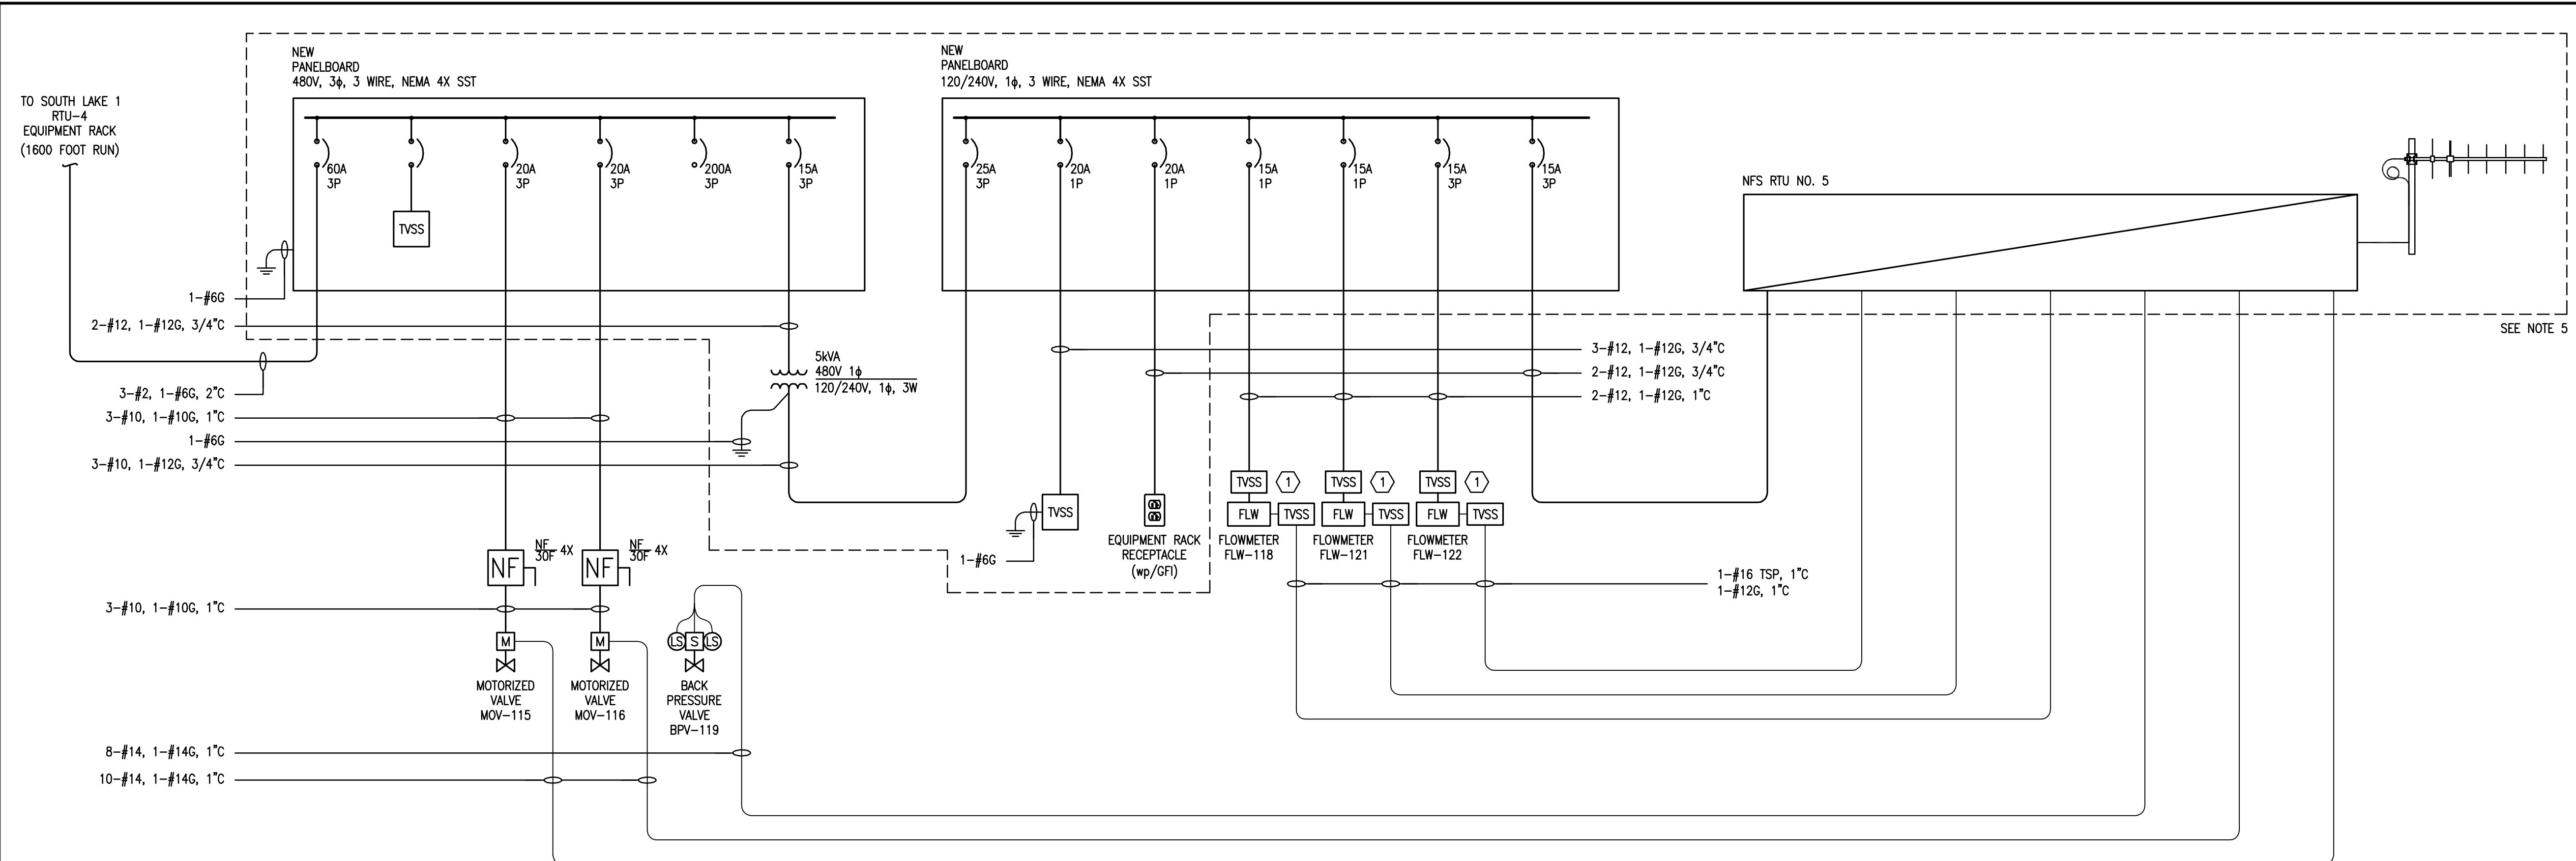 NEW
PANELBOARD
480V, 3ϕ, 3 WIRE, NEMA 4X SST
NEW
PANELBOARD
120/240V, 1ϕ, 3 WIRE, NEMA 4X SST
TO SOUTH LAKE 1
RTU-4
EQUIPMENT RACK
(1600 FOOT RUN)
60A
3P
20A
3P
20A
3P
200A
3P
15A
3P
TVSS
25A
3P
20A
1P
20A
1P
15A
1P
15A
1P
15A
3P
15A
3P
NFS RTU NO. 5
SEE NOTE 5
1-#6G
2-#12, 1-#12G, 3/4"C
3-#2, 1-#6G, 2"C
3-#10, 1-#10G, 1"C
1-#6G
3-#10, 1-#12G, 3/4"C
5kVA
480V 1ϕ
120/240V, 1ϕ, 3W
3-#12, 1-#12G, 3/4"C
2-#12, 1-#12G, 3/4"C
2-#12, 1-#12G, 1"C
TVSS
1-#6G
EQUIPMENT RACK
RECEPTACLE
(wp/GFI)
TVSS 1
FLW TVSS
FLOWMETER
FLW-118
TVSS 1
FLW TVSS
FLOWMETER
FLW-121
TVSS 1
FLW TVSS
FLOWMETER
FLW-122
1-#16 TSP, 1"C
1-#12G, 1"C
NF
NF
30F 4X
NF
NF
30F 4X
3-#10, 1-#10G, 1"C
M
MOTORIZED
VALVE
MOV-115
M
MOTORIZED
VALVE
MOV-116
LS S LS
BACK
PRESSURE
VALVE
BPV-119
8-#14, 1-#14G, 1"C
10-#14, 1-#14G, 1"C